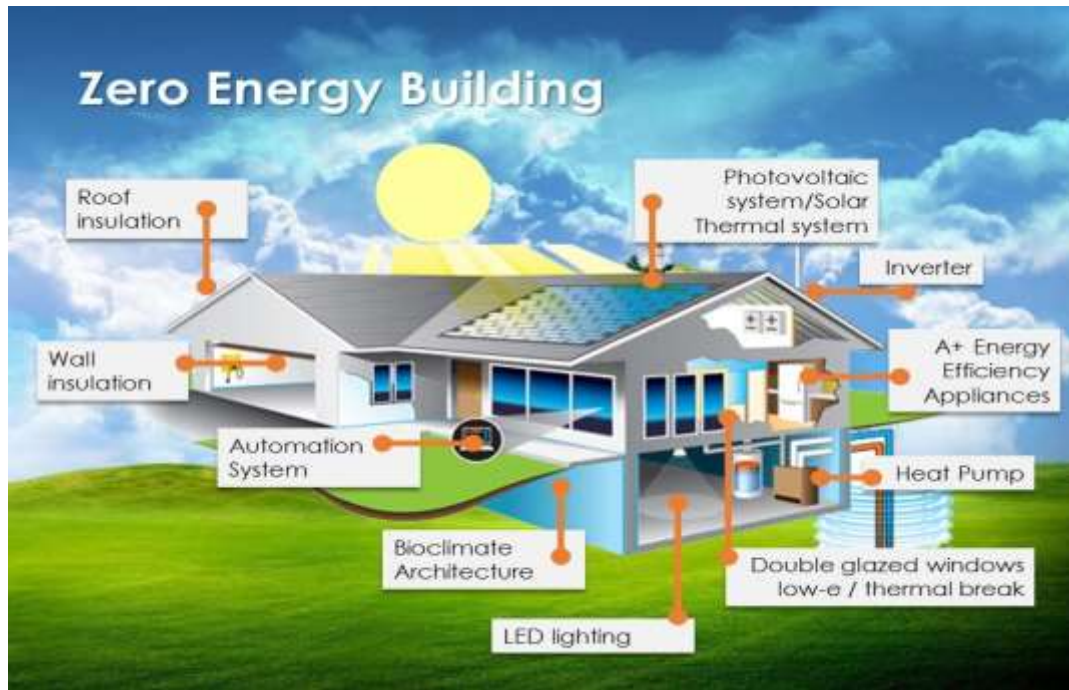 Zero Energy Building
Roof
insulation
Photovoltaic
system/Solar
Thermal system
Inverter
Wall
insulation
A+ Energy
Efficiency
Appliances
Automation
System
Heat Pump
Bioclimate
Architecture
Double glazed windows
low-e / thermal break
LED lighting